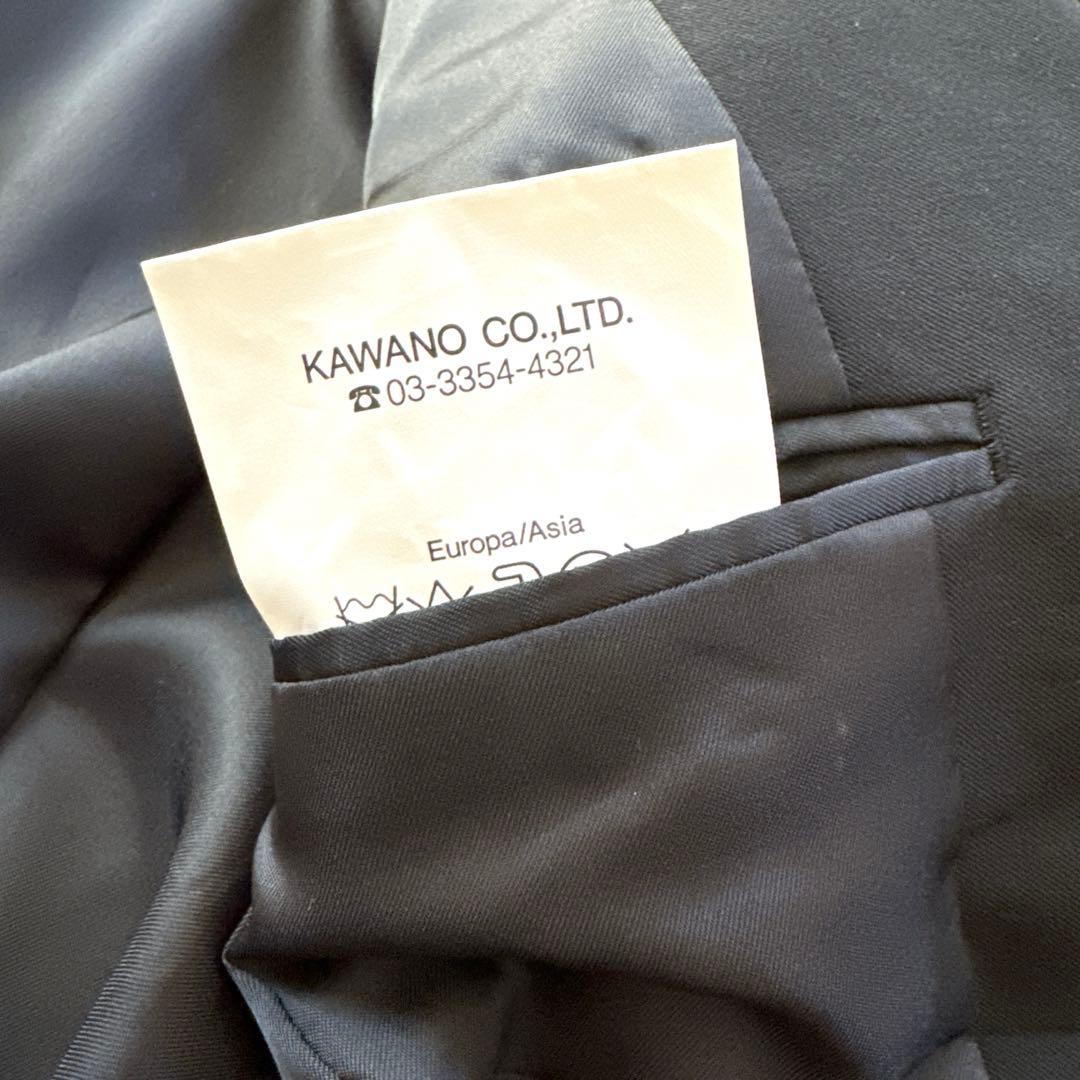 KAWANO CO.,LTD.
☎03-3354-4321
Europa/Asia